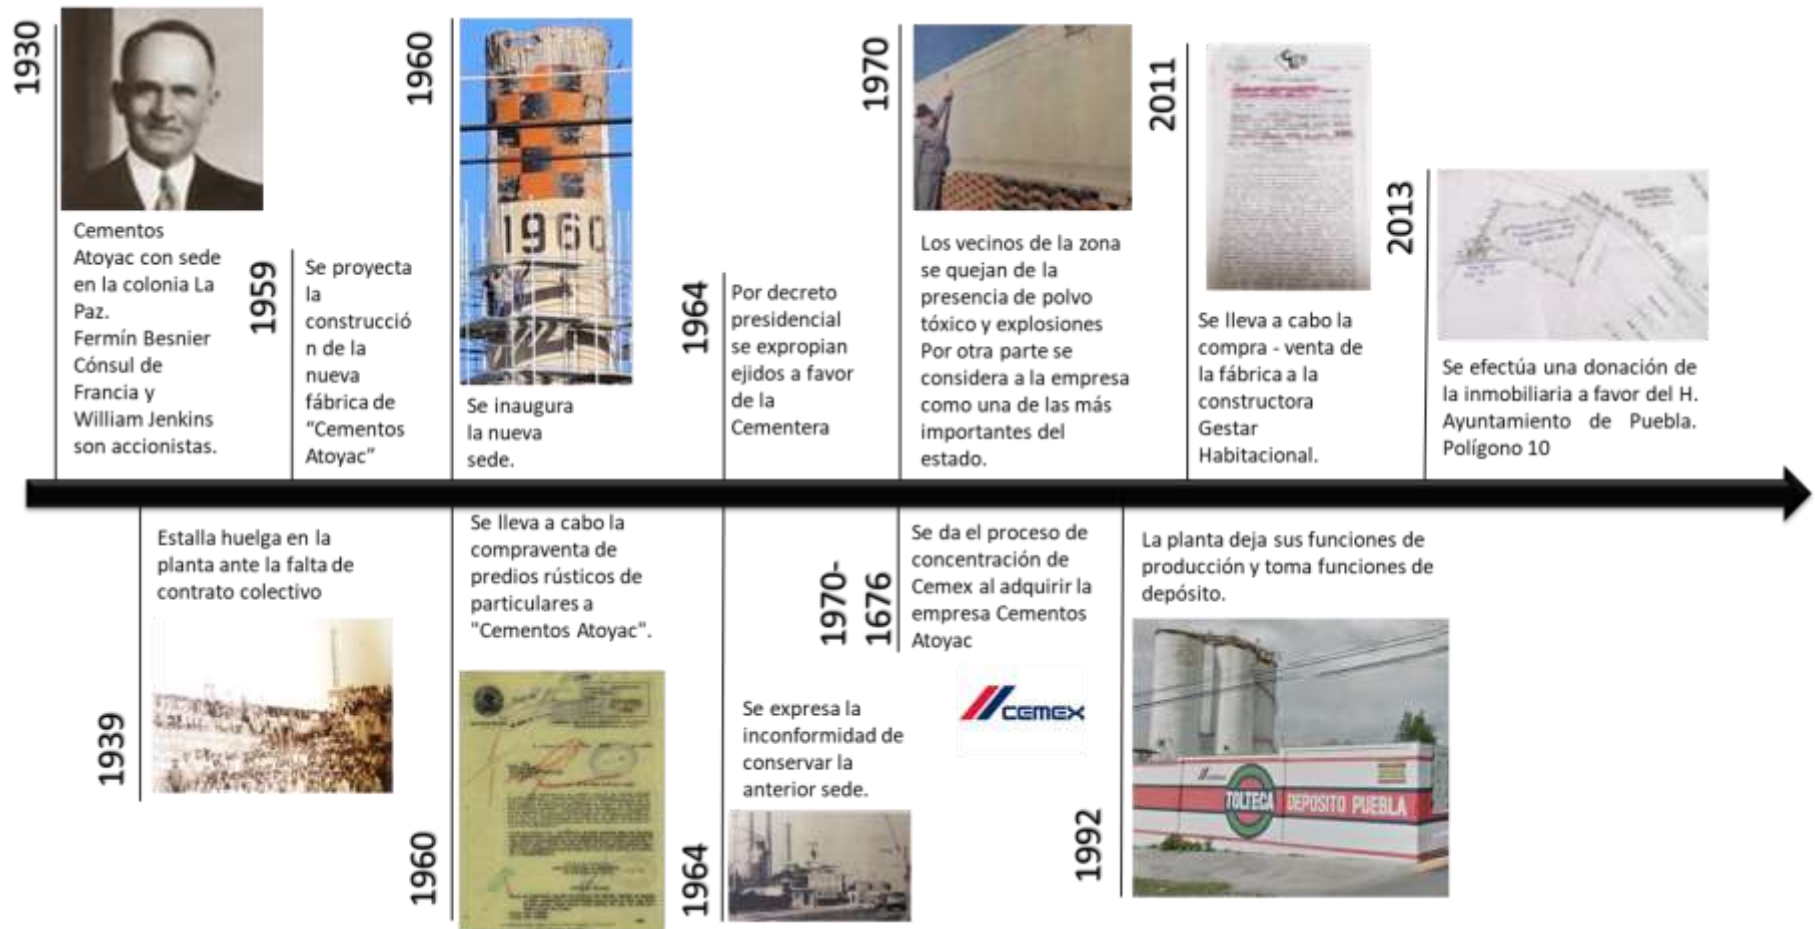 1930
Cementos
Atoyac con sede
en la colonia La
Paz.
Fermín Besnier
Cónsul de
Francia y
William Jenkins
son accionistas.
1959
Se proyecta
la
construcció
n de la
nueva
fábrica de
“Cementos
Atoyac”
1960
1960
Se inaugura
la nueva
sede.
1964
Por decreto
presidencial
se expropian
ejidos a favor
de la
Cementera
1970
Los vecinos de la zona
se quejan de la
presencia de polvo
tóxico y explosiones
Por otra parte se
considera a la empresa
como una de las más
importantes del
estado.
2011
Se lleva a cabo la
compra - venta de
la fábrica a la
constructora
Gestar
Habitacional.
2013
Se efectúa una donación de
la inmobiliaria a favor del H.
Ayuntamiento de Puebla.
Polígono 10
1939
Estalla huelga en la
planta ante la falta de
contrato colectivo
1960
Se lleva a cabo la
compraventa de
predios rústicos de
particulares a
"Cementos Atoyac".
1964
Se expresa la
inconformidad de
conservar la
anterior sede.
1970-
1676
Se da el proceso de
concentración de
Cemex al adquirir la
empresa Cementos
Atoyac
CEMEX
1992
La planta deja sus funciones de
producción y toma funciones de
depósito.
TOLTECA
DEPOSITO PUEBLA